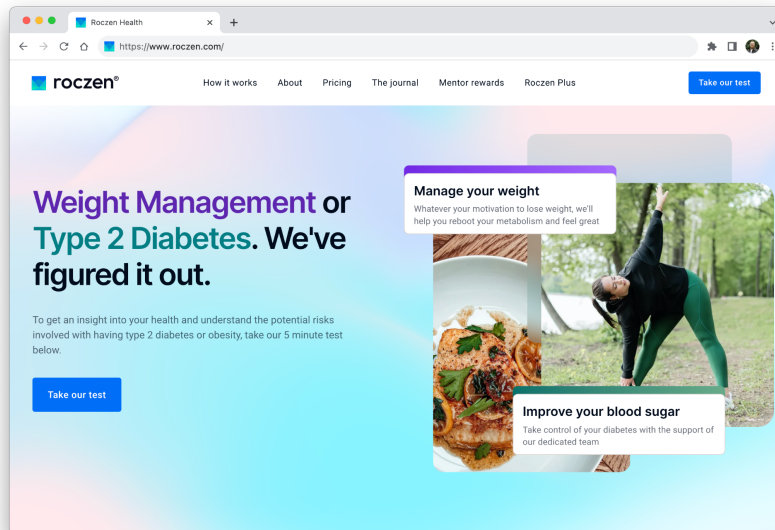 Roczen Health
https://www.roczen.com/
roczen®
How it works
About
Pricing
The journal
Mentor rewards
Roczen Plus
Take our test
Weight Management or
Type 2 Diabetes. We've
figured it out.
To get an insight into your health and understand the potential risks
involved with having type 2 diabetes or obesity, take our 5 minute test
below.
Take our test
Manage your weight
Whatever your motivation to lose weight, we'll
help you reboot your metabolism and feel great
Improve your blood sugar
Take control of your diabetes with the support of
our dedicated team